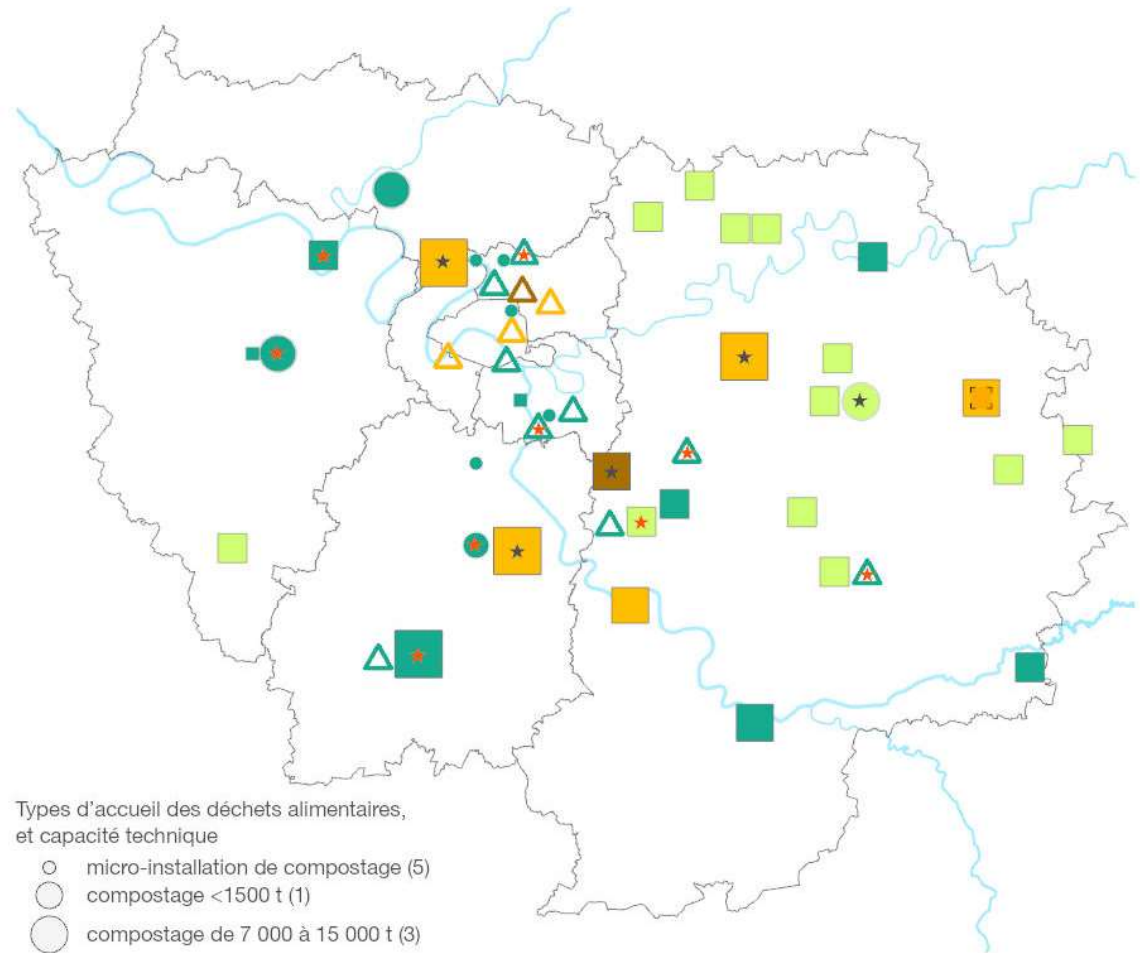 Types d'accueil des déchets alimentaires,
et capacité technique
micro-installation de compostage (5)
compostage <1500 t (1)
compostage de 7 000 à 15 000 t (3)